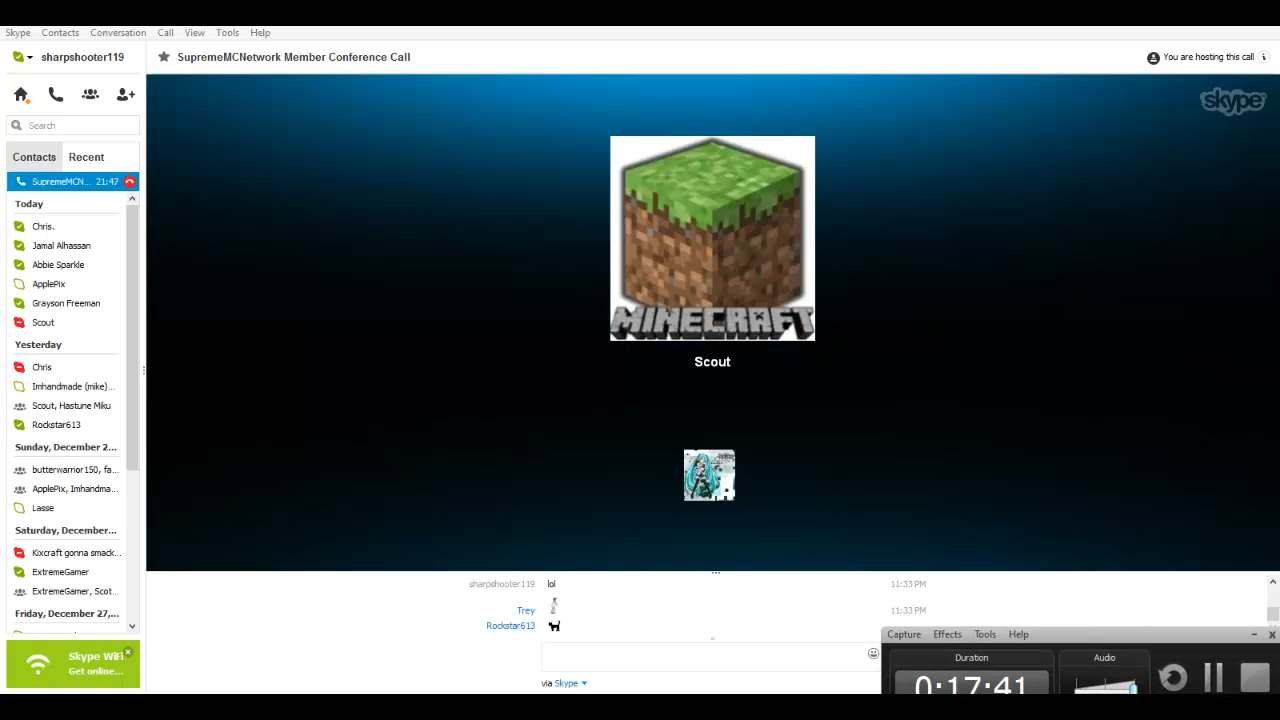 Skype Contacts Conversation Call View Tools Help
sharpshooter119
SupremeMCNetwork Member Conference Call
You are hosting this call
skype
Search
Contacts Recent
SupremeMCN... 21:47
Today
Chris.
Jamal Alhassan
Abbie Sparkle
ApplePix
Grayson Freeman
Scout
Yesterday
Chris
Imhandmade (mike)...
Scout, Hastune Miku
Rockstar613
Sunday, December 2...
butterwarrior150, fa...
ApplePix, Imhandma...
Lasse
Saturday, December...
Kixcraft gonna smack...
ExtremeGamer
ExtremeGamer, Scot...
Friday, December 27,...
Skype WiFi
Get online...
MINECRAFT
Scout
sharpshooter119 lol 11:33 PM
Trey 11:33 PM
Rockstar613
via Skype
Capture Effects Tools Help
Duration Audio
0:17:41